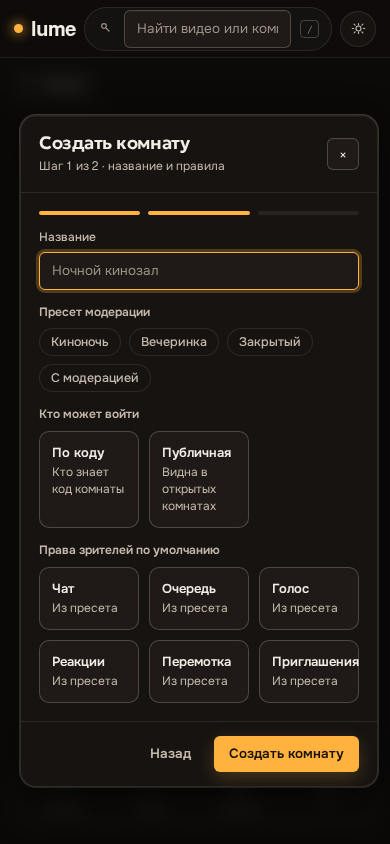 lume
Найти видео или ком
/
Создать комнату
Шаг 1 из 2 · название и правила
×
Название
Ночной кинозал
Пресет модерации
Киноночь
Вечеринка
Закрытый
С модерацией
Кто может войти
По коду
Кто знает
код комнаты
Публичная
Видна в
открытых
комнатах
Права зрителей по умолчанию
Чат
Из пресета
Очередь
Из пресета
Голос
Из пресета
Реакции
Из пресета
Перемотка
Из пресета
Приглашения
Из пресета
Назад
Создать комнату